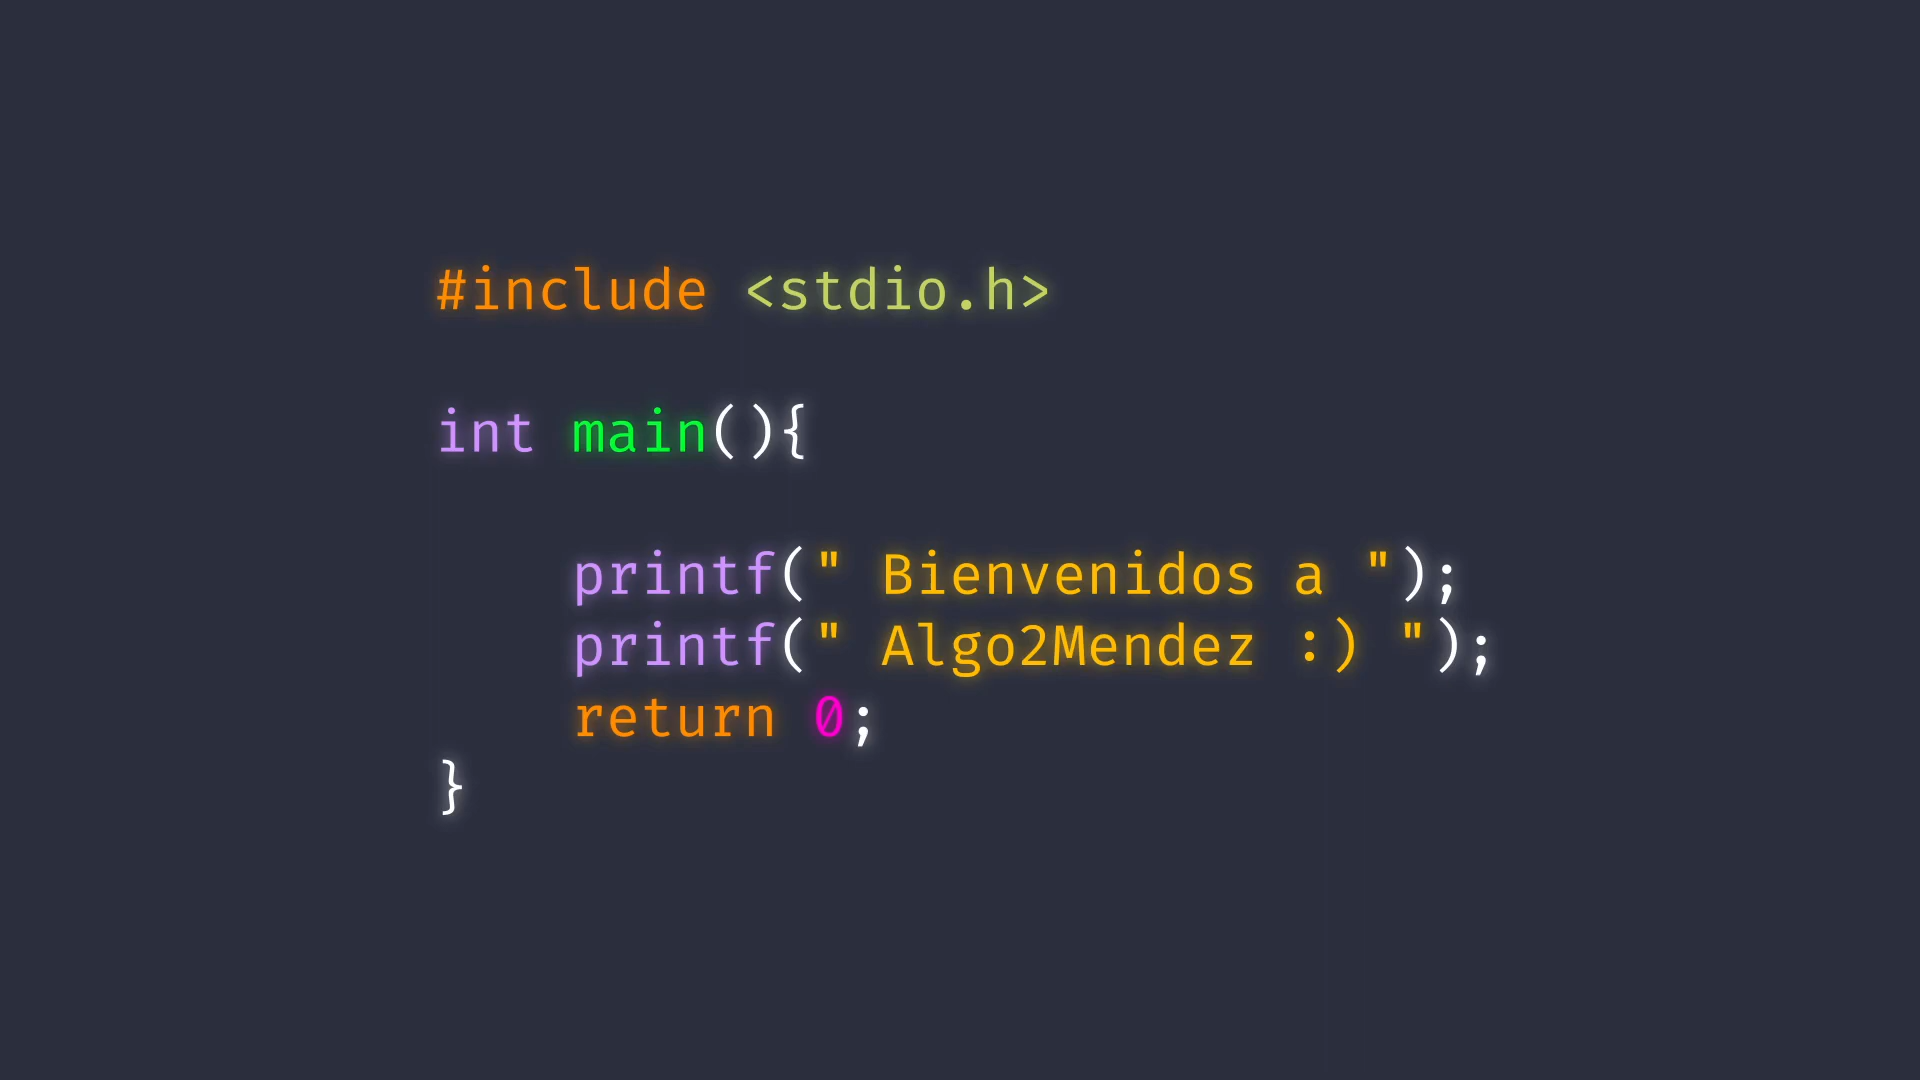 #include <stdio.h>
int main(){
printf(" Bienvenidos a ");
printf(" Algo2Mendez :) ");
return 0;
}